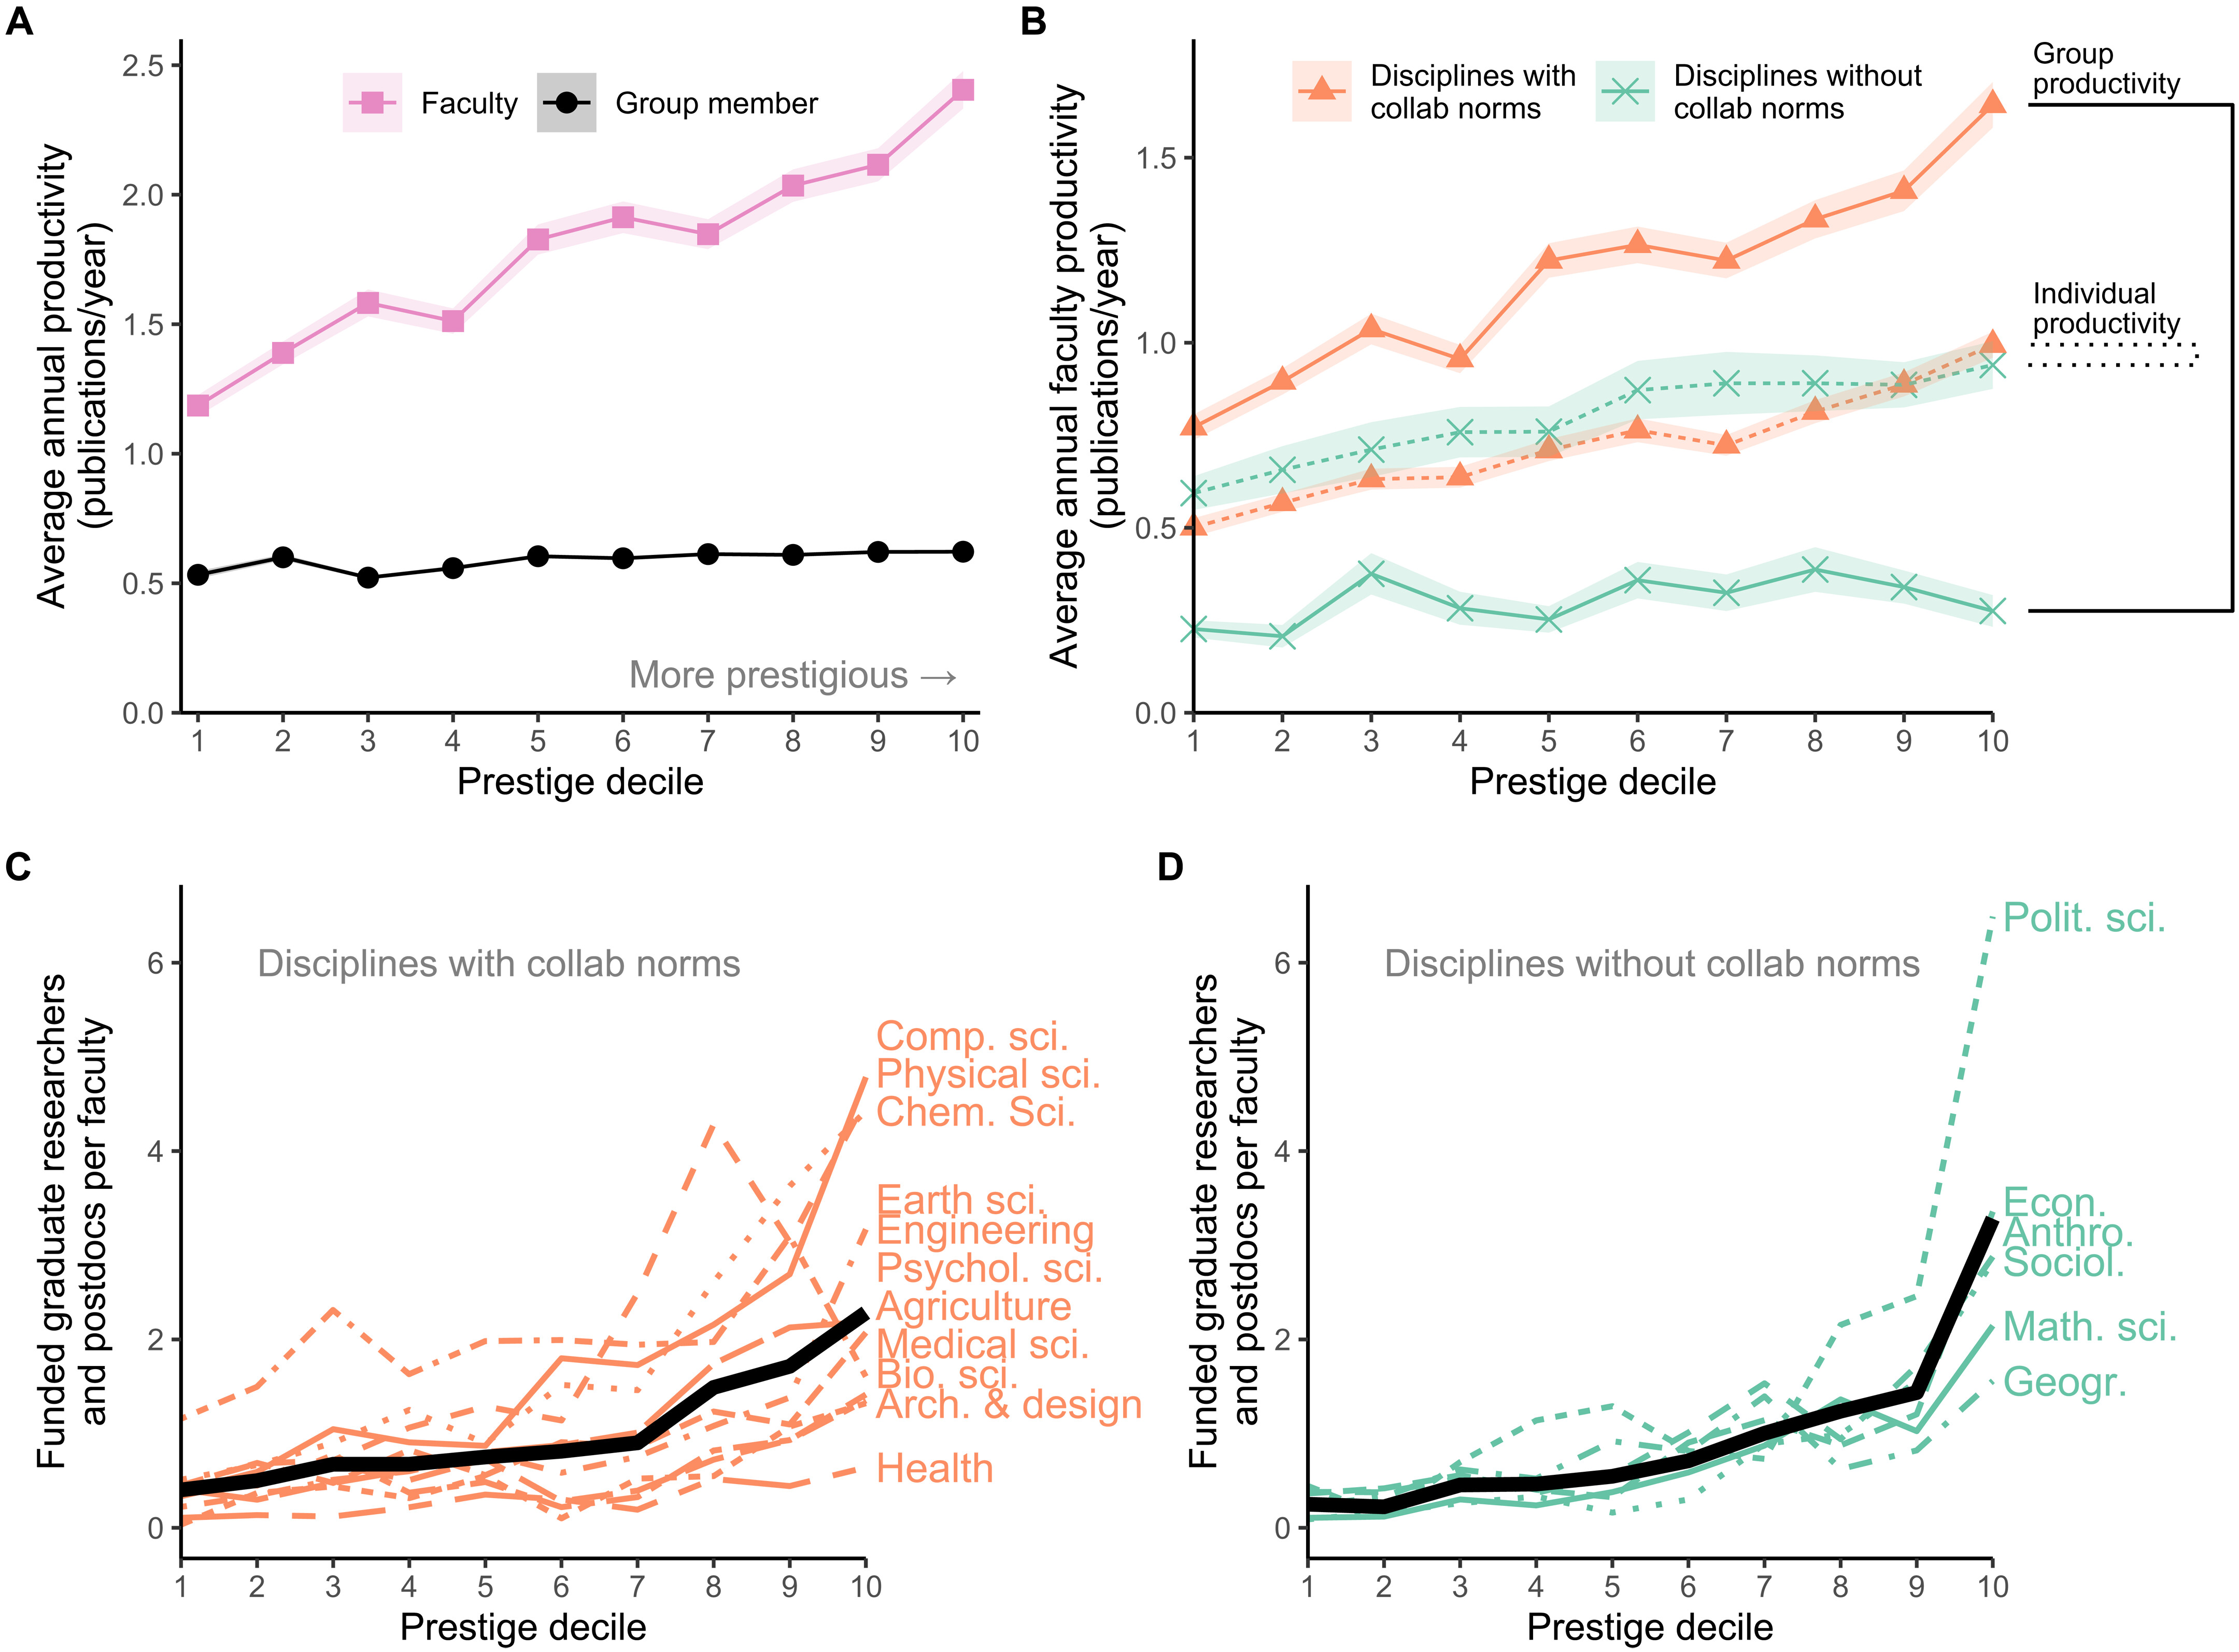 A
Average annual productivity
(publications/year)
2.5
2.0
1.5
1.0
0.5
0.0
Faculty
Group member
More prestigious →
1 2 3 4 5 6 7 8 9 10
Prestige decile
B
Average annual faculty productivity
(publications/year)
1.5
1.0
0.5
0.0
Disciplines with
collab norms
Disciplines without
collab norms
Group
productivity
Individual
productivity
1 2 3 4 5 6 7 8 9 10
Prestige decile
C
Funded graduate researchers
and postdocs per faculty
6
4
2
0
Disciplines with collab norms
Comp. sci.
Physical sci.
Chem. Sci.
Earth sci.
Engineering
Psychol. sci.
Agriculture
Medical sci.
Bio. sci.
Arch. & design
Health
1 2 3 4 5 6 7 8 9 10
Prestige decile
D
Funded graduate researchers
and postdocs per faculty
6
4
2
0
Disciplines without collab norms
Polit. sci.
Econ.
Anthro.
Sociol.
Math. sci.
Geogr.
1 2 3 4 5 6 7 8 9 10
Prestige decile